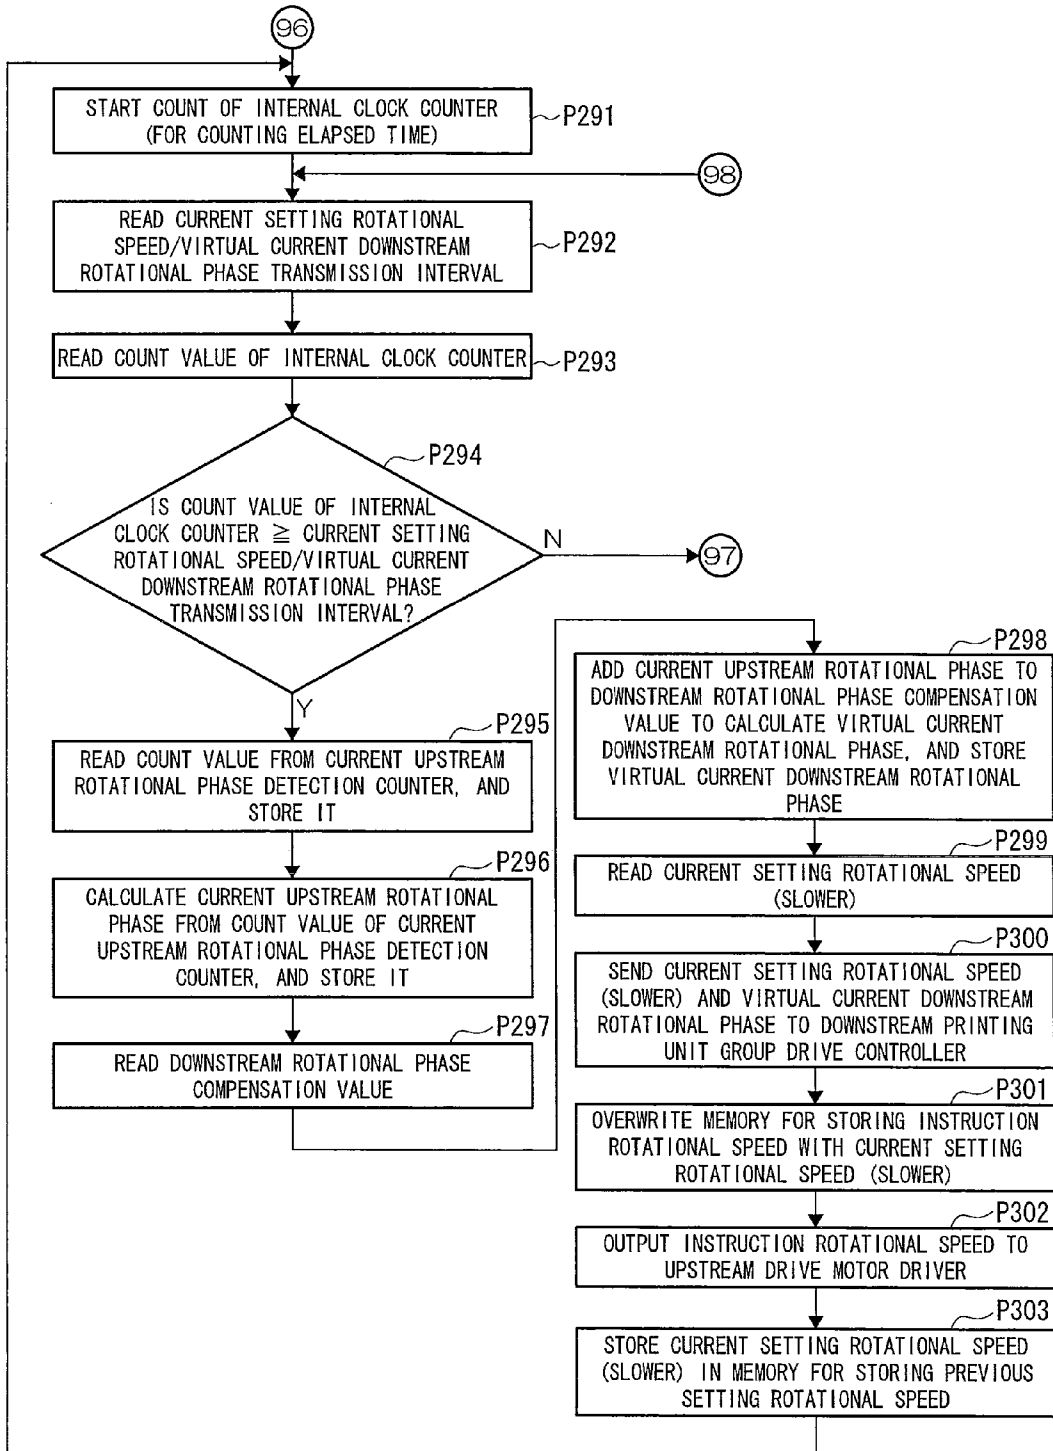 96
START COUNT OF INTERNAL CLOCK COUNTER
(FOR COUNTING ELAPSED TIME)
P291
98
READ CURRENT SETTING ROTATIONAL
SPEED/VIRTUAL CURRENT DOWNSTREAM
ROTATIONAL PHASE TRANSMISSION INTERVAL
P292
READ COUNT VALUE OF INTERNAL CLOCK COUNTER
P293
P294
IS COUNT VALUE OF INTERNAL
CLOCK COUNTER ≧ CURRENT SETTING
ROTATIONAL SPEED/VIRTUAL CURRENT
DOWNSTREAM ROTATIONAL PHASE
TRANSMISSION INTERVAL?
N
97
Y
P295
READ COUNT VALUE FROM CURRENT UPSTREAM
ROTATIONAL PHASE DETECTION COUNTER, AND
STORE IT
P296
CALCULATE CURRENT UPSTREAM ROTATIONAL
PHASE FROM COUNT VALUE OF CURRENT
UPSTREAM ROTATIONAL PHASE DETECTION
COUNTER, AND STORE IT
P297
READ DOWNSTREAM ROTATIONAL PHASE
COMPENSATION VALUE
P298
ADD CURRENT UPSTREAM ROTATIONAL PHASE TO
DOWNSTREAM ROTATIONAL PHASE COMPENSATION
VALUE TO CALCULATE VIRTUAL CURRENT
DOWNSTREAM ROTATIONAL PHASE, AND STORE
VIRTUAL CURRENT DOWNSTREAM ROTATIONAL
PHASE
P299
READ CURRENT SETTING ROTATIONAL SPEED
(SLOWER)
P300
SEND CURRENT SETTING ROTATIONAL SPEED
(SLOWER) AND VIRTUAL CURRENT DOWNSTREAM
ROTATIONAL PHASE TO DOWNSTREAM PRINTING
UNIT GROUP DRIVE CONTROLLER
P301
OVERWRITE MEMORY FOR STORING INSTRUCTION
ROTATIONAL SPEED WITH CURRENT SETTING
ROTATIONAL SPEED (SLOWER)
P302
OUTPUT INSTRUCTION ROTATIONAL SPEED TO
UPSTREAM DRIVE MOTOR DRIVER
P303
STORE CURRENT SETTING ROTATIONAL SPEED
(SLOWER) IN MEMORY FOR STORING PREVIOUS
SETTING ROTATIONAL SPEED